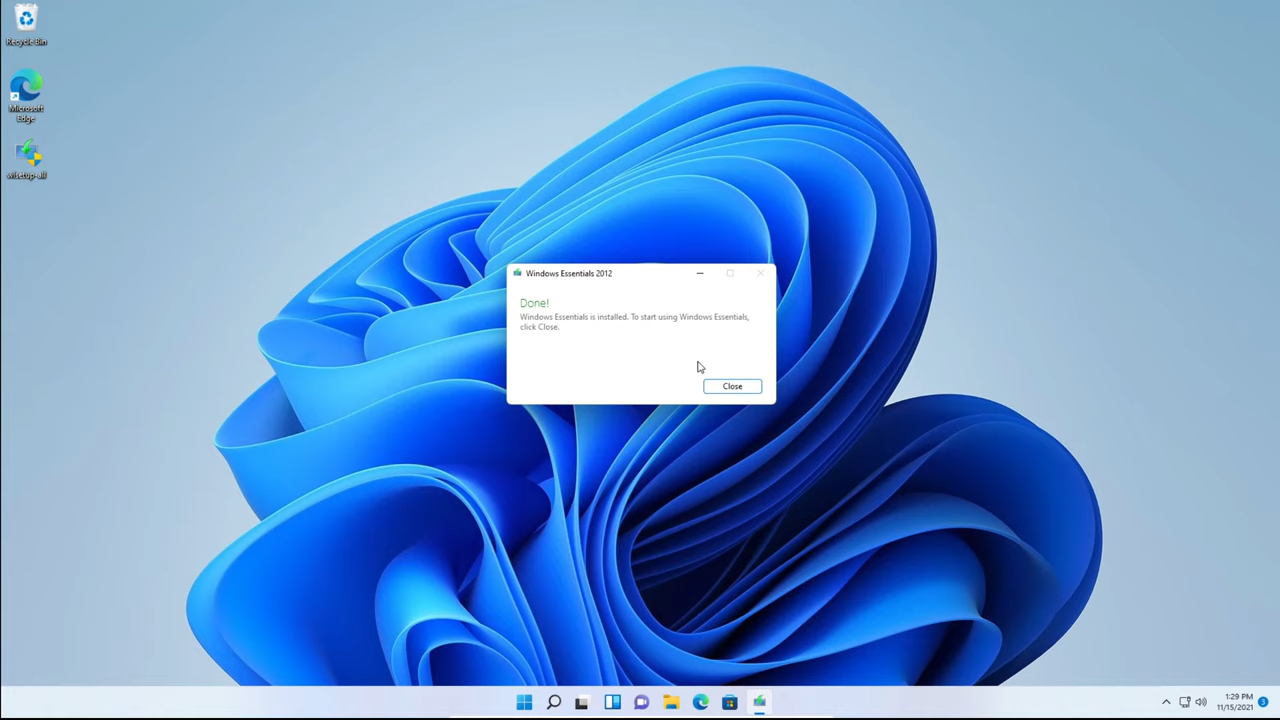 Recycle Bin
Microsoft
Edge
wlsetup-all
Windows Essentials 2012
Done!
Windows Essentials is installed. To start using Windows Essentials,
click Close.
Close
1:29 PM
11/15/2021
3